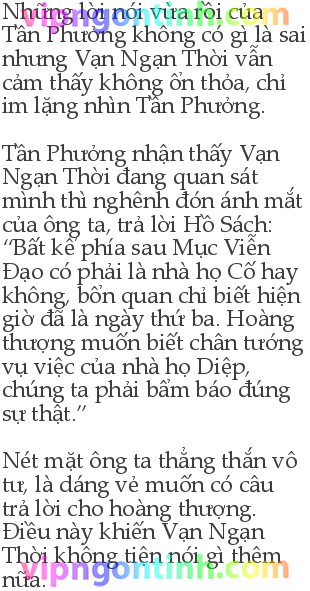 Những lời nói vừa rồi của
Tần Phưởng không có gì là sai
nhưng Vạn Ngạn Thời vẫn
cảm thấy không ổn thỏa, chỉ
im lặng nhìn Tần Phưởng.
Tần Phưởng nhận thấy Vạn
Ngạn Thời đang quan sát
mình thì nghênh đón ánh mắt
của ông ta, trả lời Hồ Sách:
“Bất kể phía sau Mục Viễn
Đạo có phải là nhà họ Cố hay
không, bổn quan chỉ biết hiện
giờ đã là ngày thứ ba. Hoàng
thượng muốn biết chân tướng
vụ việc của nhà họ Diệp,
chúng ta phải bẩm báo đúng
sự thật.”
Nét mặt ông ta thẳng thắn vô
tư, là dáng vẻ muốn có câu
trả lời cho hoàng thượng.
Điều này khiến Vạn Ngạn
Thời không tiện nói gì thêm
nữa.
vipngontinh.com
vipngontinh.com